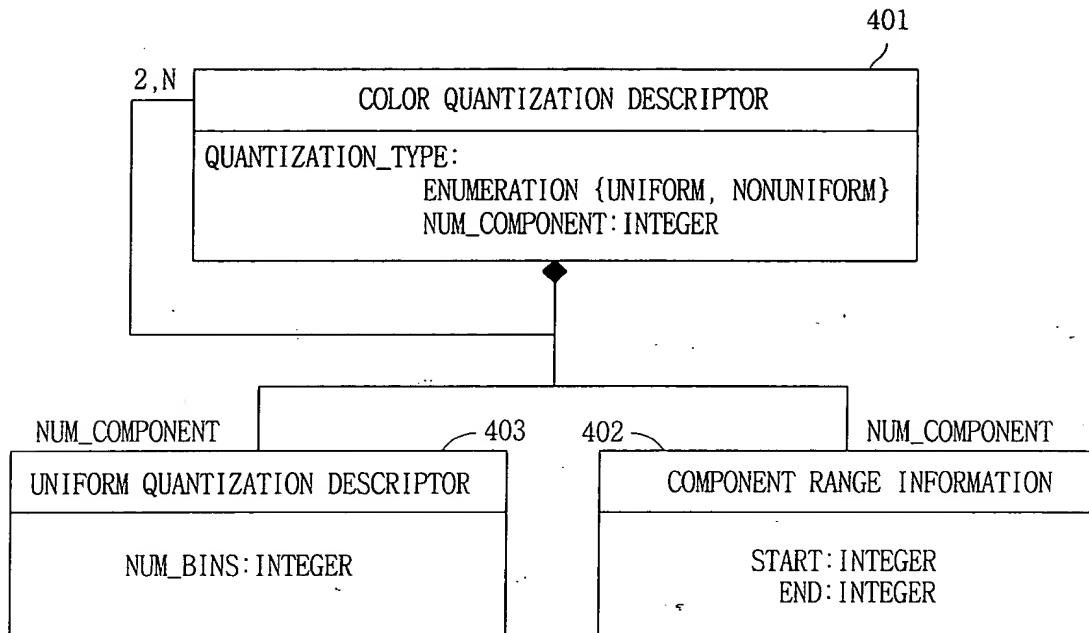 401
2,N
COLOR QUANTIZATION DESCRIPTOR
QUANTIZATION_TYPE:
ENUMERATION {UNIFORM, NONUNIFORM}
NUM_COMPONENT:INTEGER
NUM_COMPONENT
403
402
NUM_COMPONENT
UNIFORM QUANTIZATION DESCRIPTOR
NUM_BINS:INTEGER
COMPONENT RANGE INFORMATION
START:INTEGER
END:INTEGER